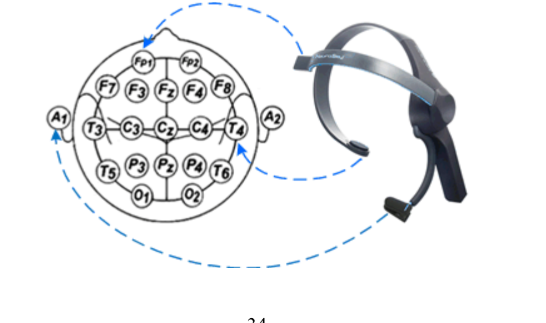 Fp1 Fp2
F7 F3 Fz F4 F8
A1 A2
T3 C3 Cz C4 T4
T5 P3 Pz P4 T6
O1 O2
34